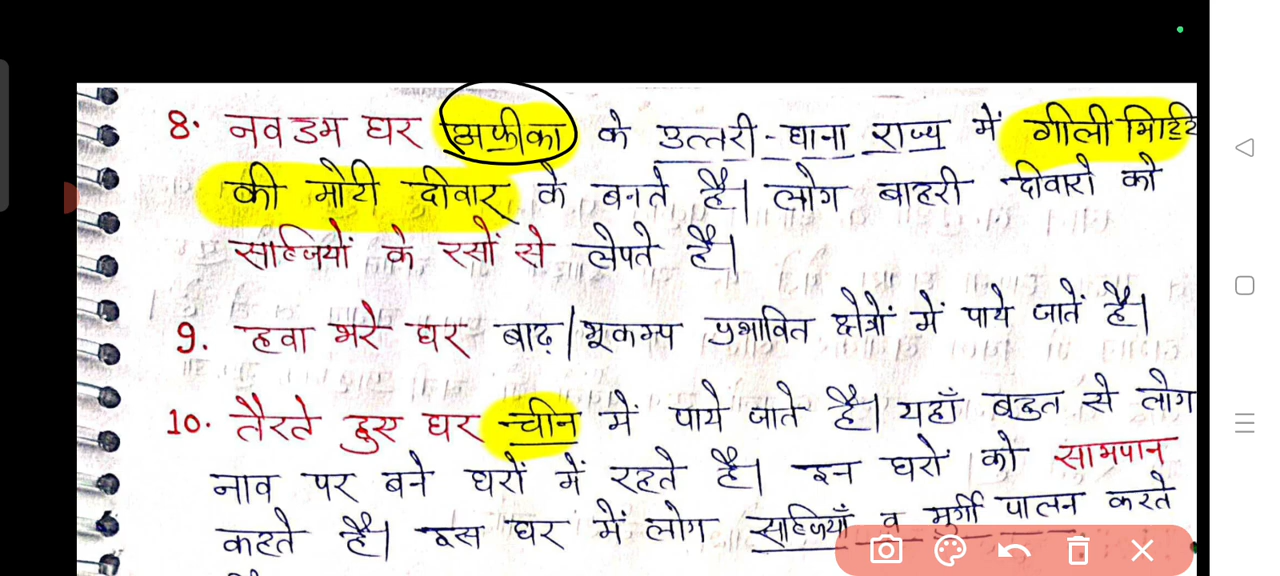 8. नवडम घर अफ्रीका के उत्तरी-घाना राज्य में गीली मिट्टी
की मोटी दीवार के बनते है। लोग बाहरी दीवारो को
सब्जियों के रसों से लेपते है।
9. हवा भरे घर बाढ़/भूकम्प प्रभावित क्षेत्रों में पाये जातें है।
10. तैरते हुए घर चीन में पाये जाते है। यहाँ बहुत से लोग
नाव पर बने घरों में रहते है। इन घरो को सामपान
कहते है। इस घर में लोग सब्जियाँ व मुर्गी पालन करते